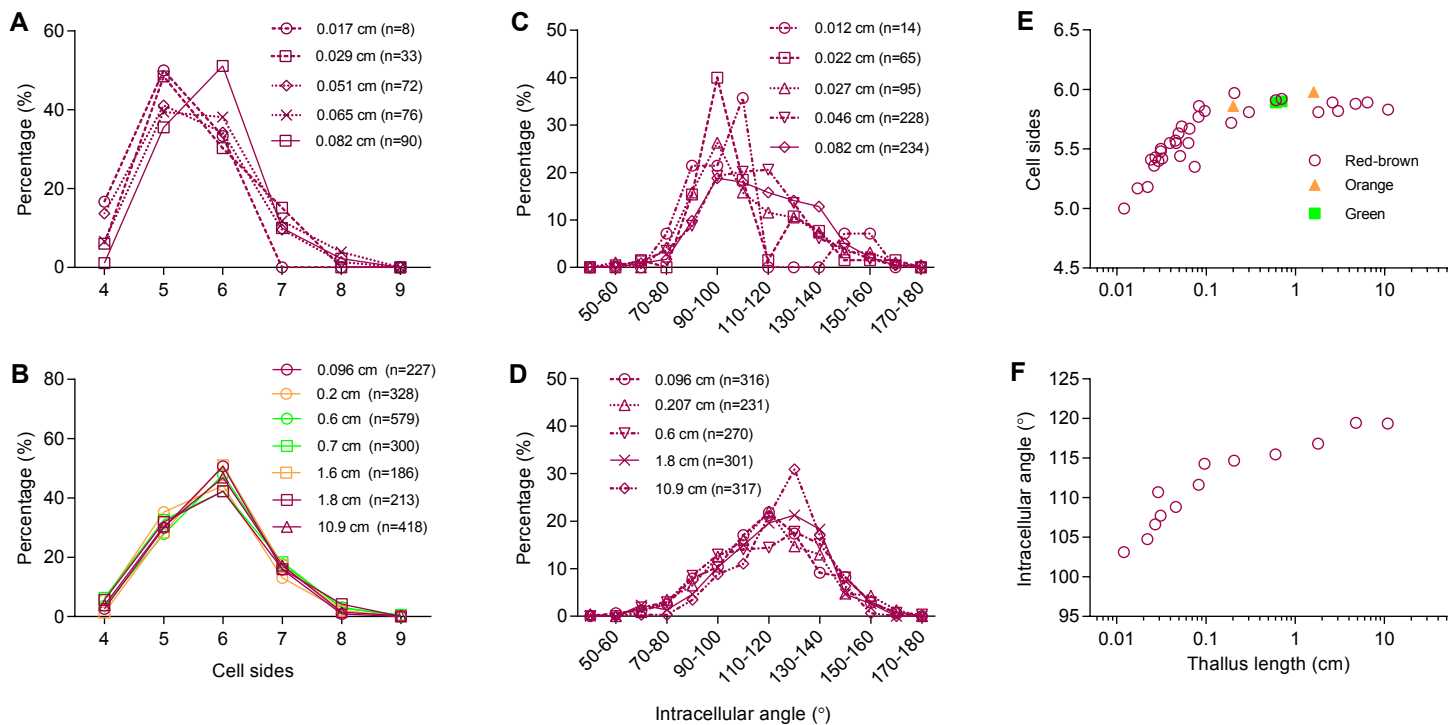 A
Percentage (%)
60
40
20
0
4 5 6 7 8 9
0.017 cm (n=8)
0.029 cm (n=33)
0.051 cm (n=72)
0.065 cm (n=76)
0.082 cm (n=90)
C
Percentage (%)
50
40
30
20
10
0
50-60 70-80 90-100 110-120 130-140 150-160 170-180
0.012 cm (n=14)
0.022 cm (n=65)
0.027 cm (n=95)
0.046 cm (n=228)
0.082 cm (n=234)
E
Cell sides
6.5
6.0
5.5
5.0
4.5
0.01 0.1 1 10
Red-brown
Orange
Green
B
Percentage (%)
80
60
40
20
0
4 5 6 7 8 9
Cell sides
0.096 cm (n=227)
0.2 cm (n=328)
0.6 cm (n=579)
0.7 cm (n=300)
1.6 cm (n=186)
1.8 cm (n=213)
10.9 cm (n=418)
D
Percentage (%)
50
40
30
20
10
0
50-60 70-80 90-100 110-120 130-140 150-160 170-180
Intracellular angle (°)
0.096 cm (n=316)
0.207 cm (n=231)
0.6 cm (n=270)
1.8 cm (n=301)
10.9 cm (n=317)
F
Intracellular angle (°)
125
120
115
110
105
100
95
0.01 0.1 1 10
Thallus length (cm)